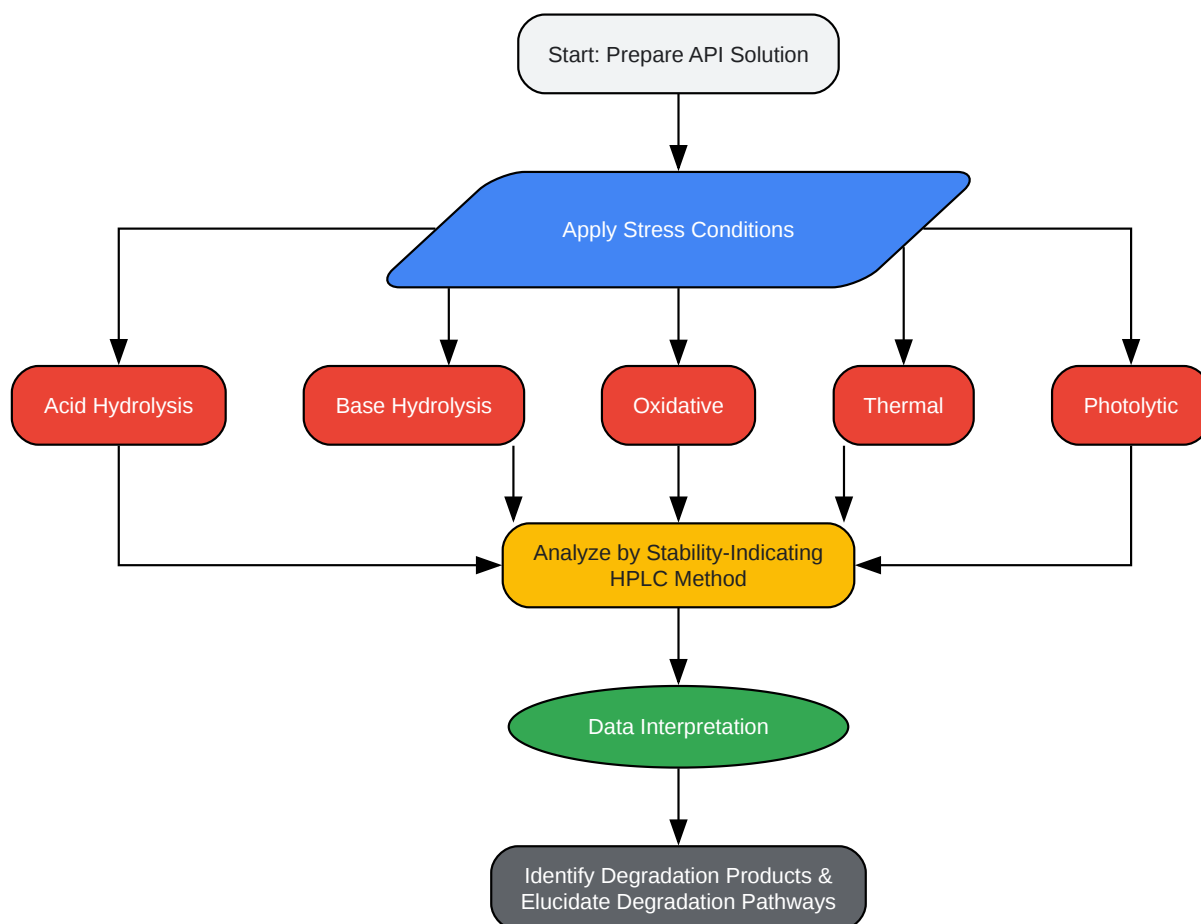 Start: Prepare API Solution
Apply Stress Conditions
Acid Hydrolysis
Base Hydrolysis
Oxidative
Thermal
Photolytic
Analyze by Stability-Indicating
HPLC Method
Data Interpretation
Identify Degradation Products &
Elucidate Degradation Pathways